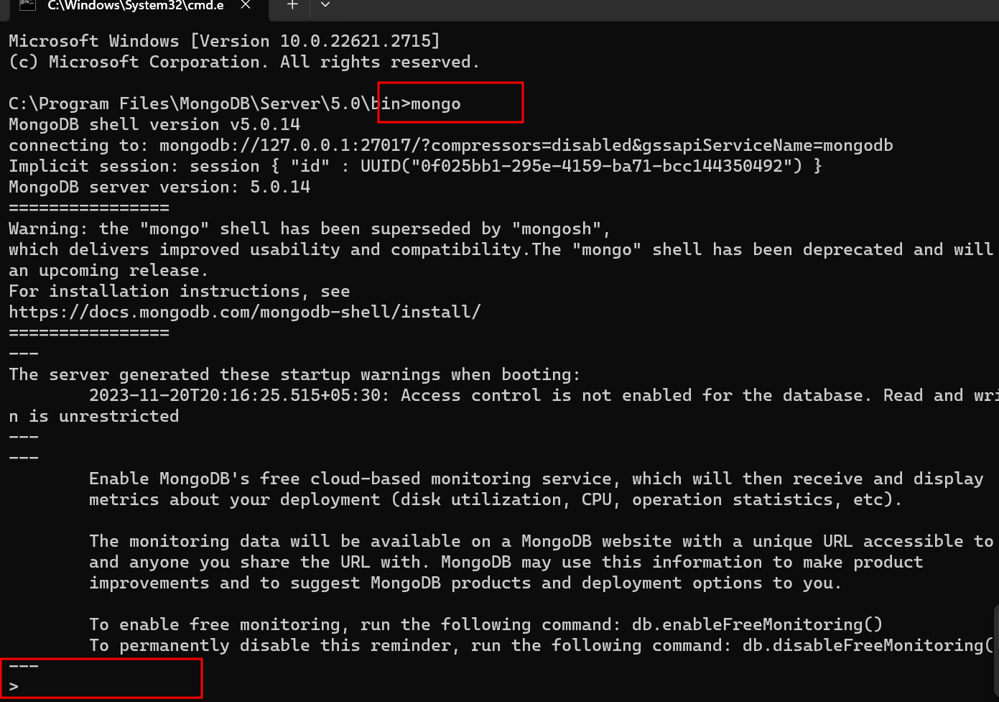 C:\Windows\System32\cmd.e
Microsoft Windows [Version 10.0.22621.2715]
(c) Microsoft Corporation. All rights reserved.
C:\Program Files\MongoDB\Server\5.0\bin>mongo
MongoDB shell version v5.0.14
connecting to: mongodb://127.0.0.1:27017/?compressors=disabled&gssapiServiceName=mongodb
Implicit session: session { "id" : UUID("0f025bb1-295e-4159-ba71-bcc144350492") }
MongoDB server version: 5.0.14
================
Warning: the "mongo" shell has been superseded by "mongosh",
which delivers improved usability and compatibility.The "mongo" shell has been deprecated and will
an upcoming release.
For installation instructions, see
https://docs.mongodb.com/mongodb-shell/install/
================
---
The server generated these startup warnings when booting:
2023-11-20T20:16:25.515+05:30: Access control is not enabled for the database. Read and wri
n is unrestricted
---
---
Enable MongoDB's free cloud-based monitoring service, which will then receive and display
metrics about your deployment (disk utilization, CPU, operation statistics, etc).
The monitoring data will be available on a MongoDB website with a unique URL accessible to
and anyone you share the URL with. MongoDB may use this information to make product
improvements and to suggest MongoDB products and deployment options to you.
To enable free monitoring, run the following command: db.enableFreeMonitoring()
To permanently disable this reminder, run the following command: db.disableFreeMonitoring(
---
>